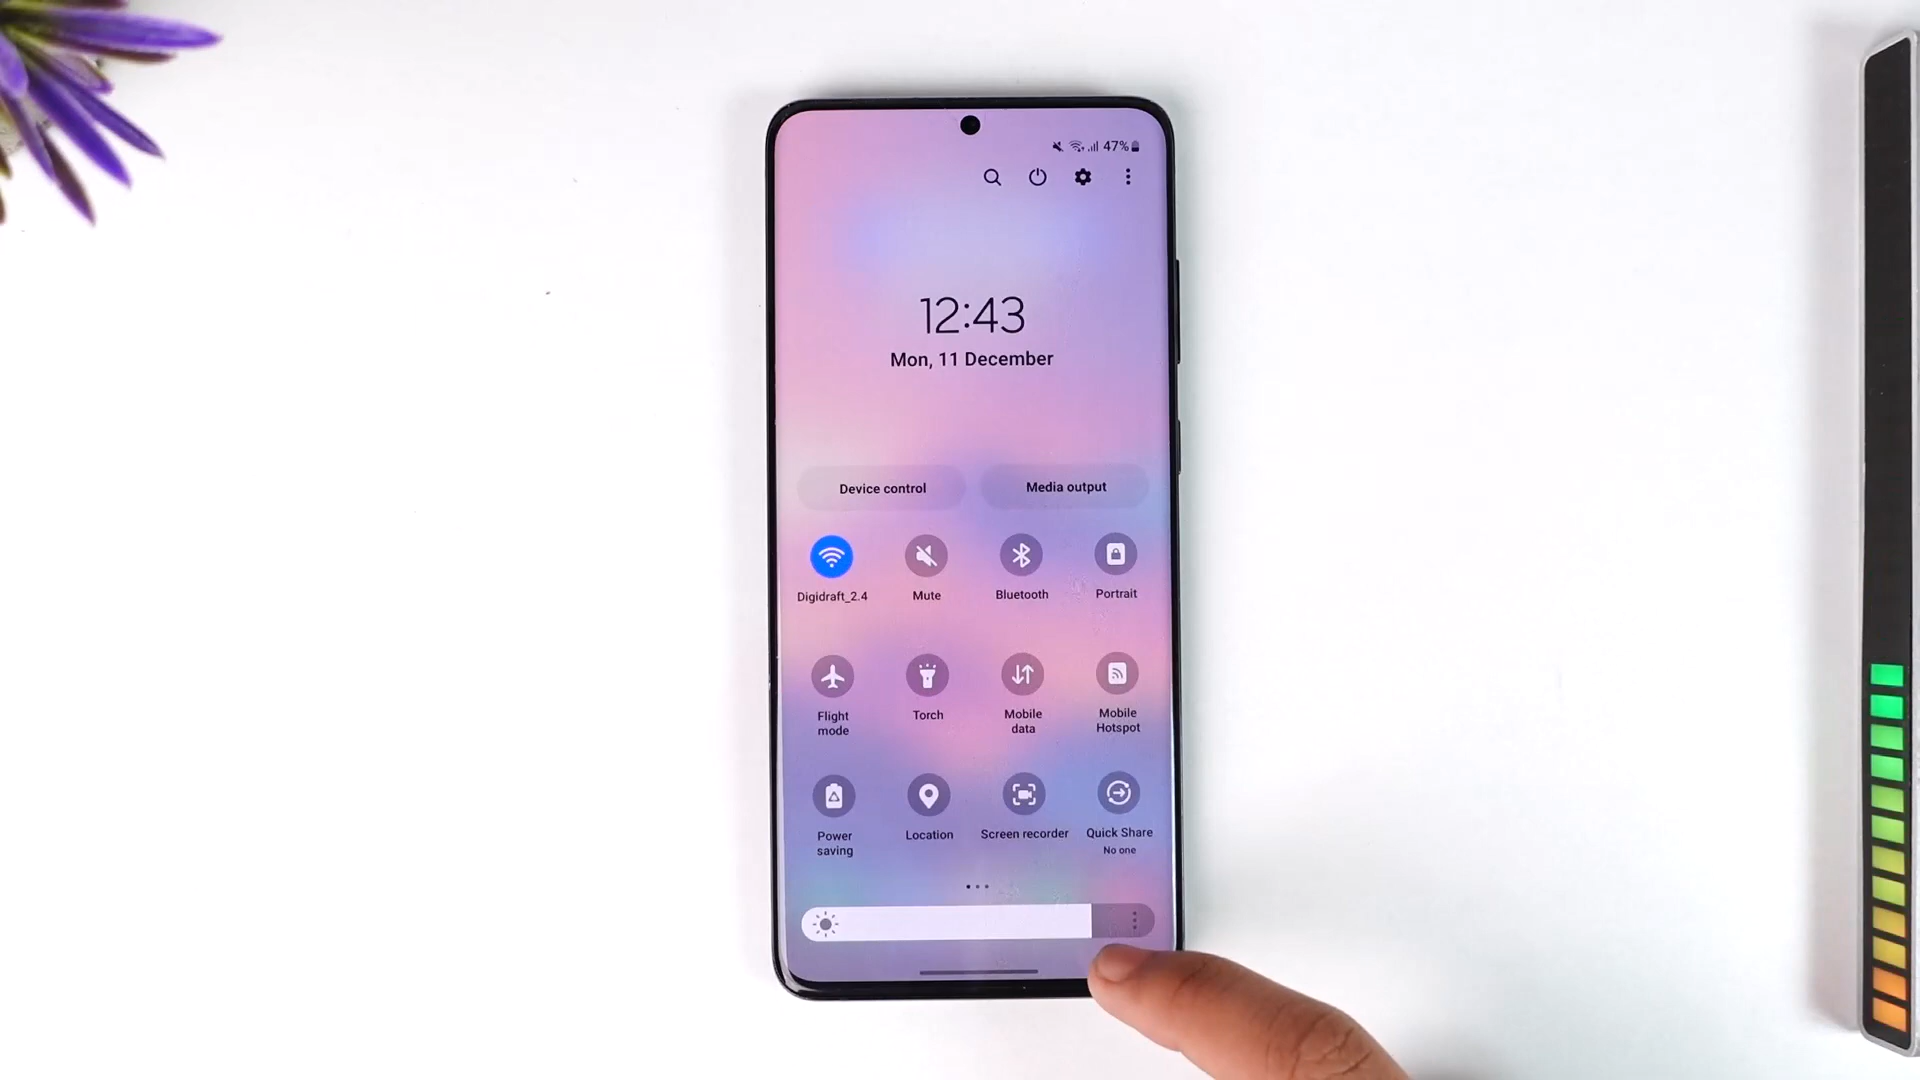 47%
12:43
Mon, 11 December
Device control
Media output
Digidraft_2.4
Mute
Bluetooth
Portrait
Flight
mode
Torch
Mobile
data
Mobile
Hotspot
Power
saving
Location
Screen recorder
Quick Share
No one